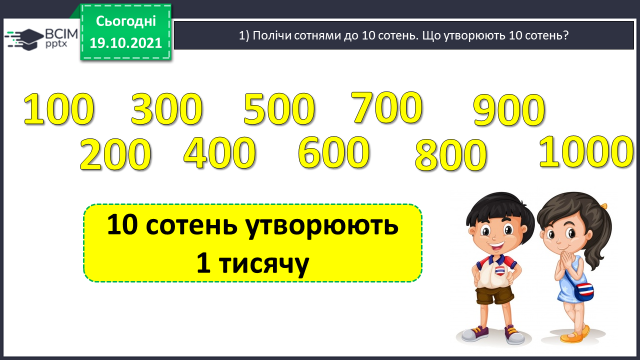 BCIM
pptx
Сьогодні
19.10.2021
1) Полічи сотнями до 10 сотень. Що утворюють 10 сотень?
100 300 500 700 900
200 400 600 800 1000
10 сотень утворюють
1 тисячу